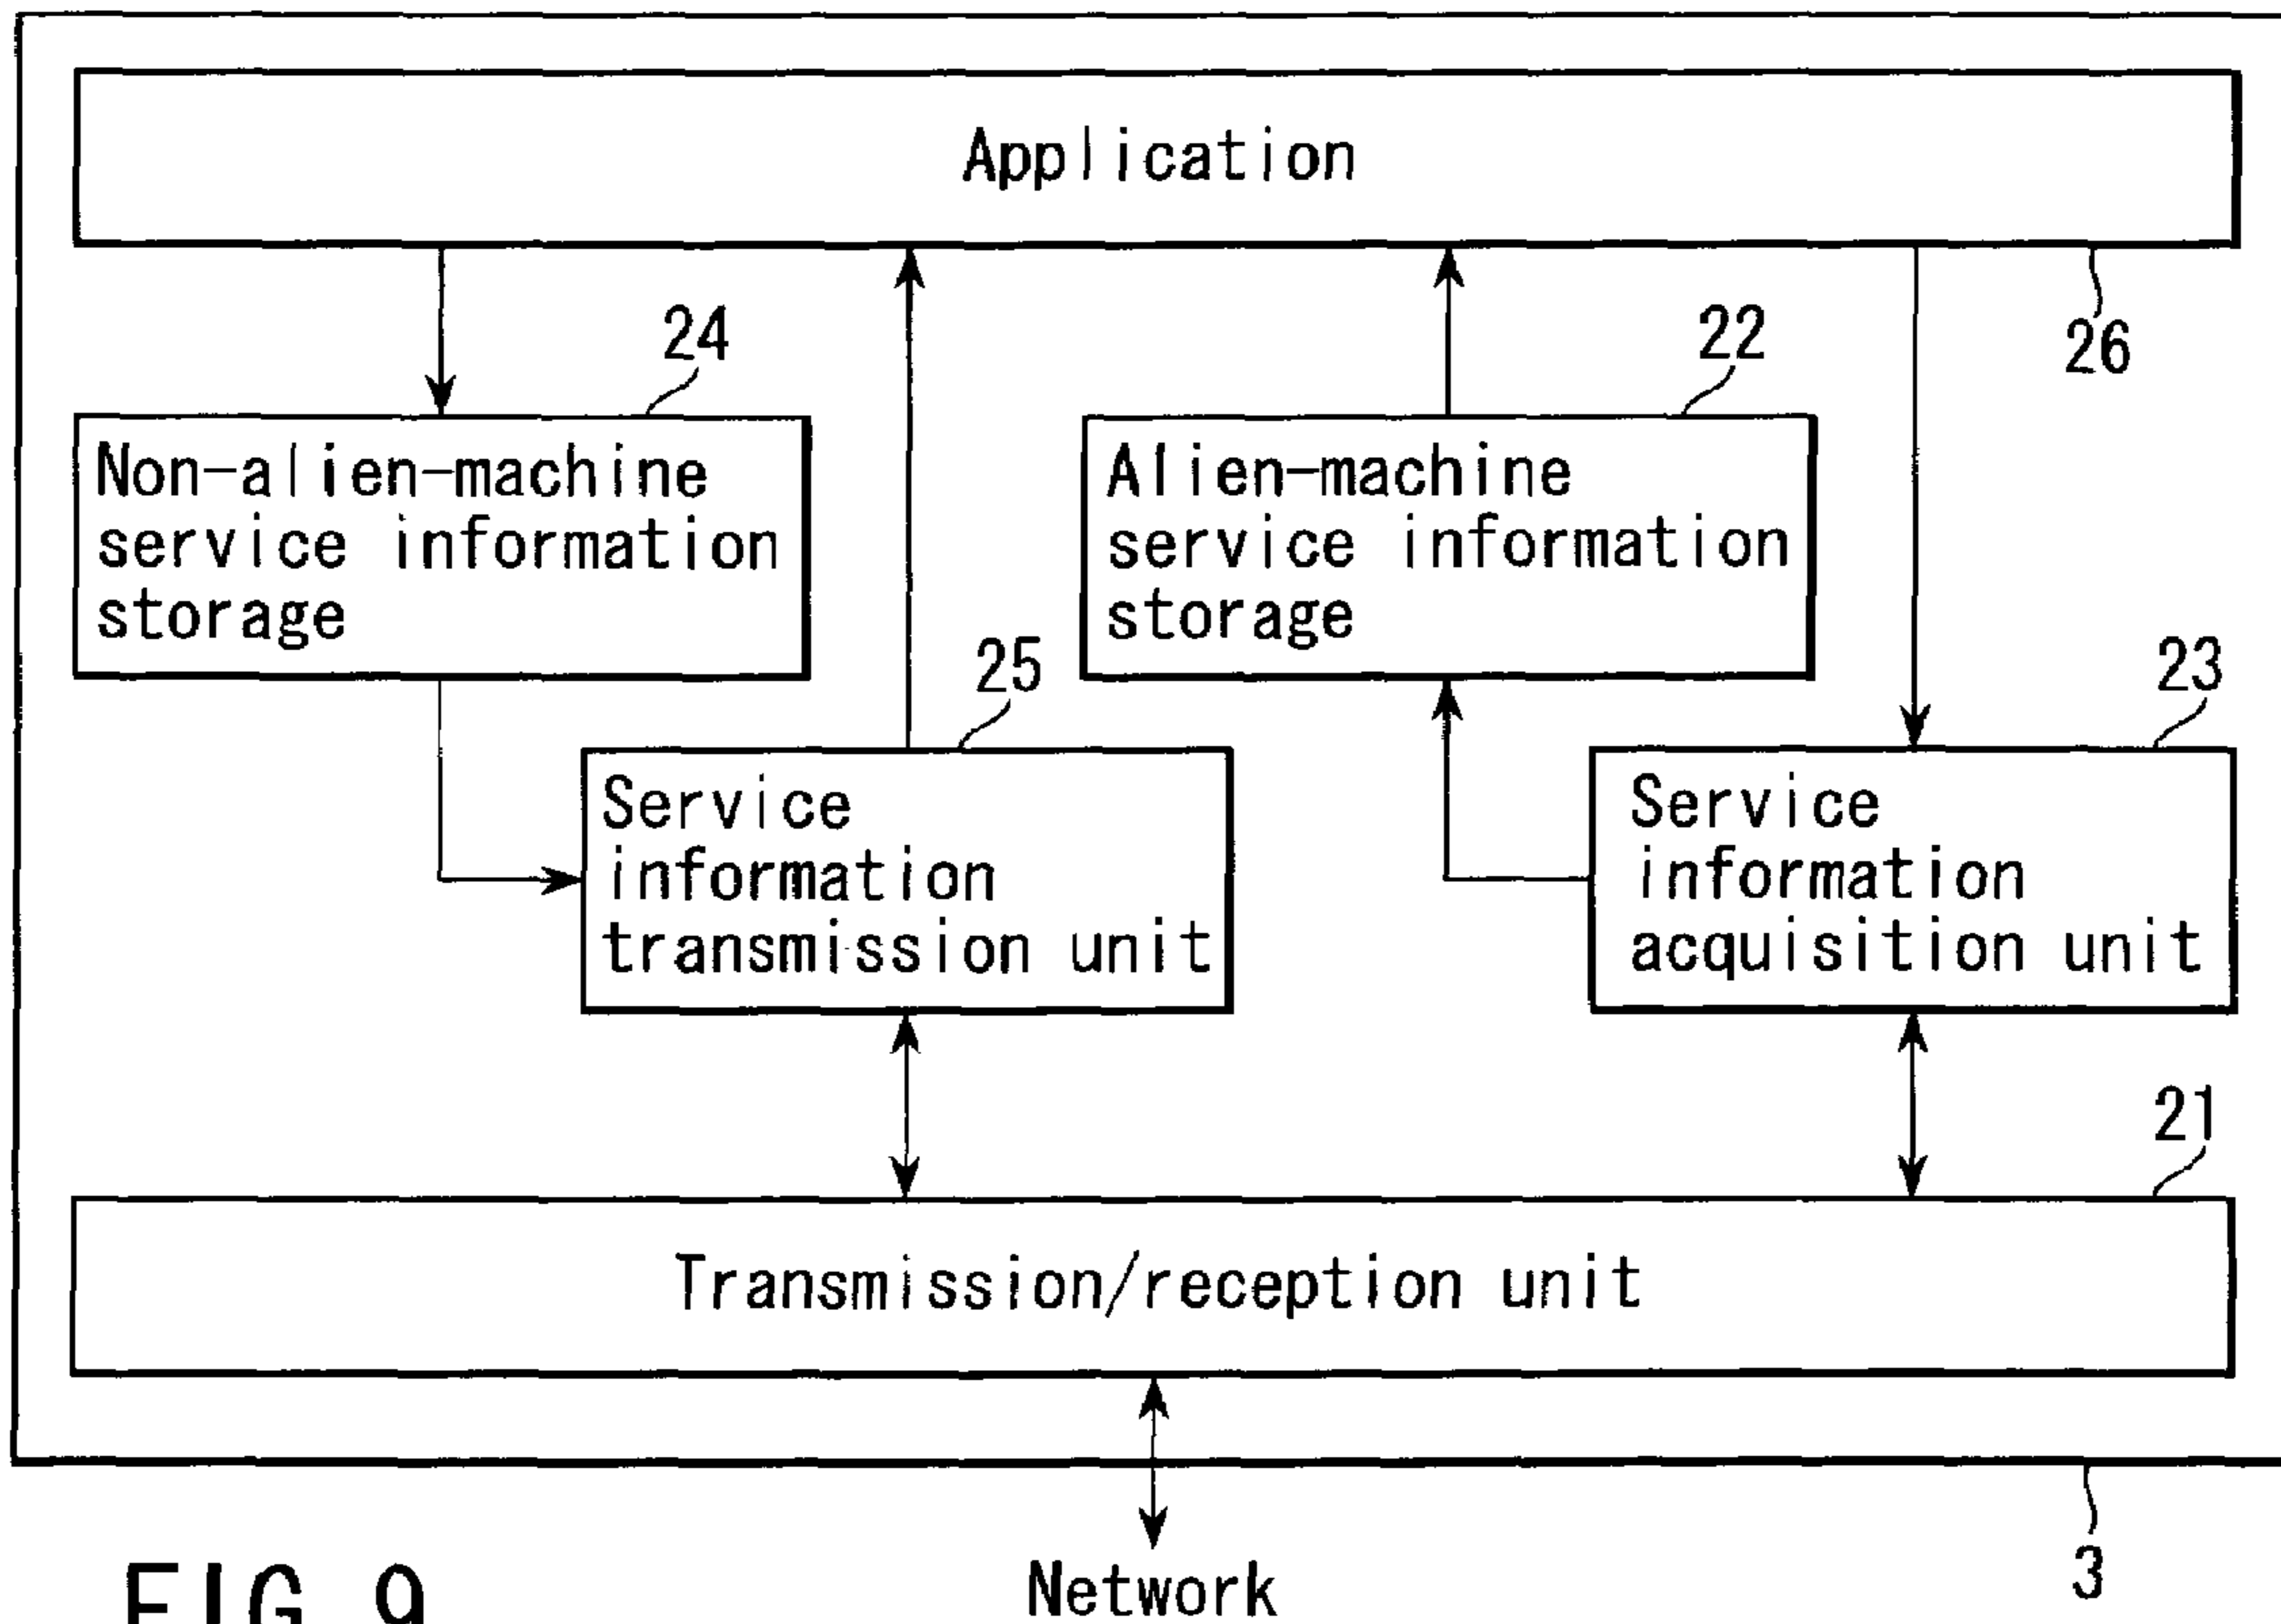 Application
24
22
26
Non-alien-machine
service information
storage
Alien-machine
service information
storage
25
23
Service
information
transmission unit
Service
information
acquisition unit
21
Transmission/reception unit
Network
3
FIG. 9